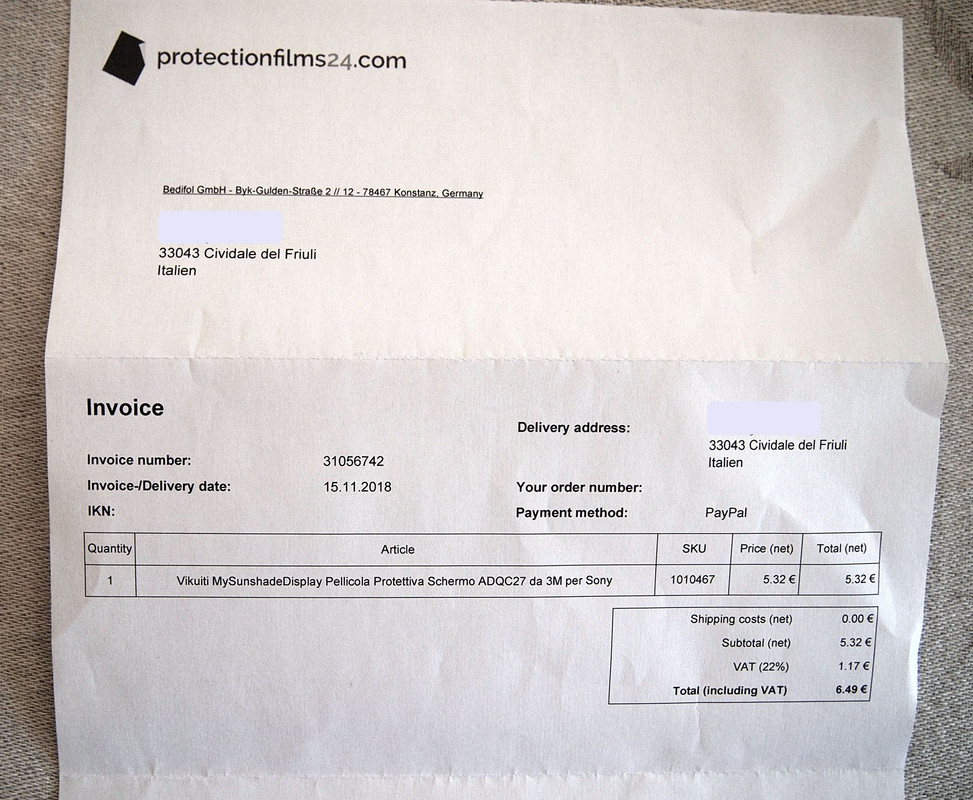 protectionfilms24.com
Bedifol GmbH - Byk-Gulden-Straße 2 // 12 - 78467 Konstanz, Germany
33043 Cividale del Friuli
Italien
Invoice
Delivery address:
33043 Cividale del Friuli
Italien
Invoice number: 31056742
Invoice-/Delivery date: 15.11.2018
Your order number:
IKN:
Payment method: PayPal
Quantity Article SKU Price (net) Total (net)
1 Vikuiti MySunshadeDisplay Pellicola Protettiva Schermo ADQC27 da 3M per Sony 1010467 5.32 € 5.32 €
Shipping costs (net) 0.00 €
Subtotal (net) 5.32 €
VAT (22%) 1.17 €
Total (including VAT) 6.49 €